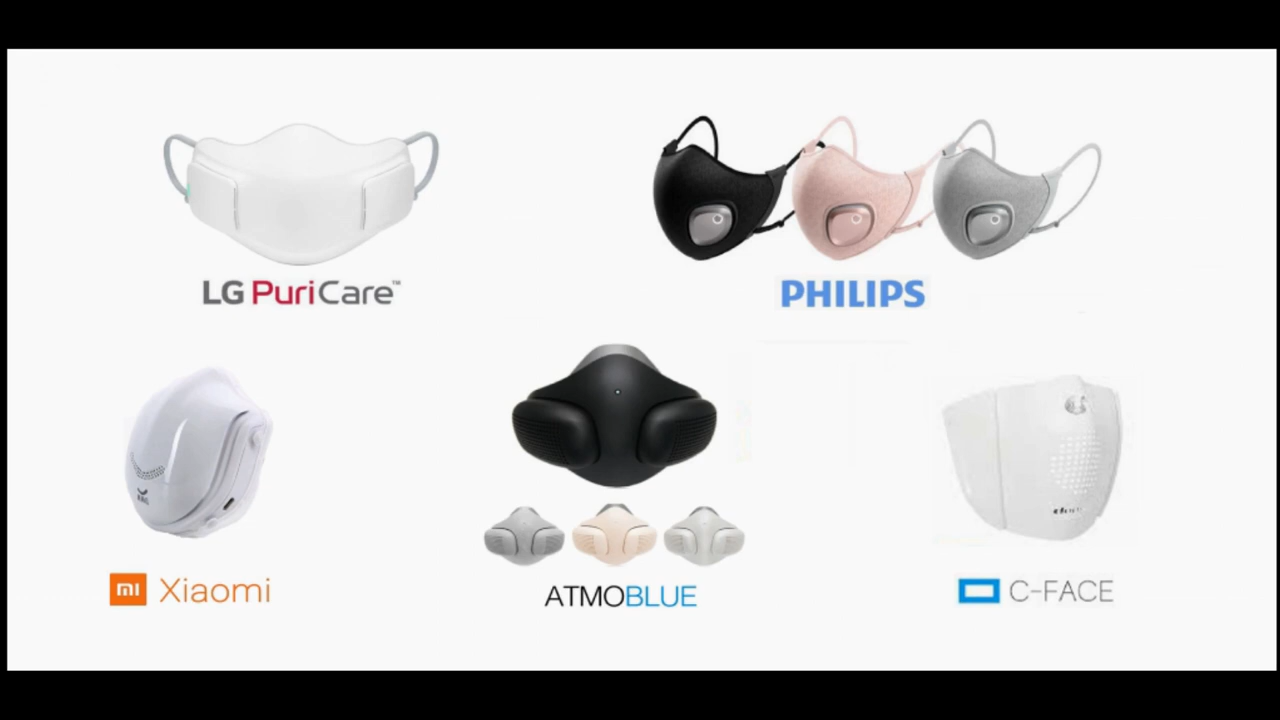 LG PuriCare™
PHILIPS
mi Xiaomi
ATMOBLUE
C-FACE